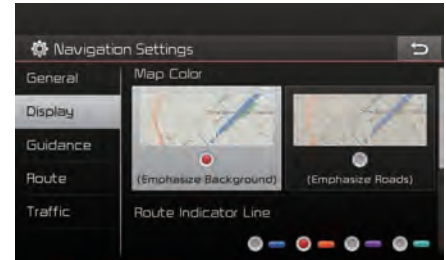 Navigation Settings
General
Map Color
Display
Guidance
(Emphasize Background)
(Emphasize Roads)
Route
Traffic
Route Indicator Line